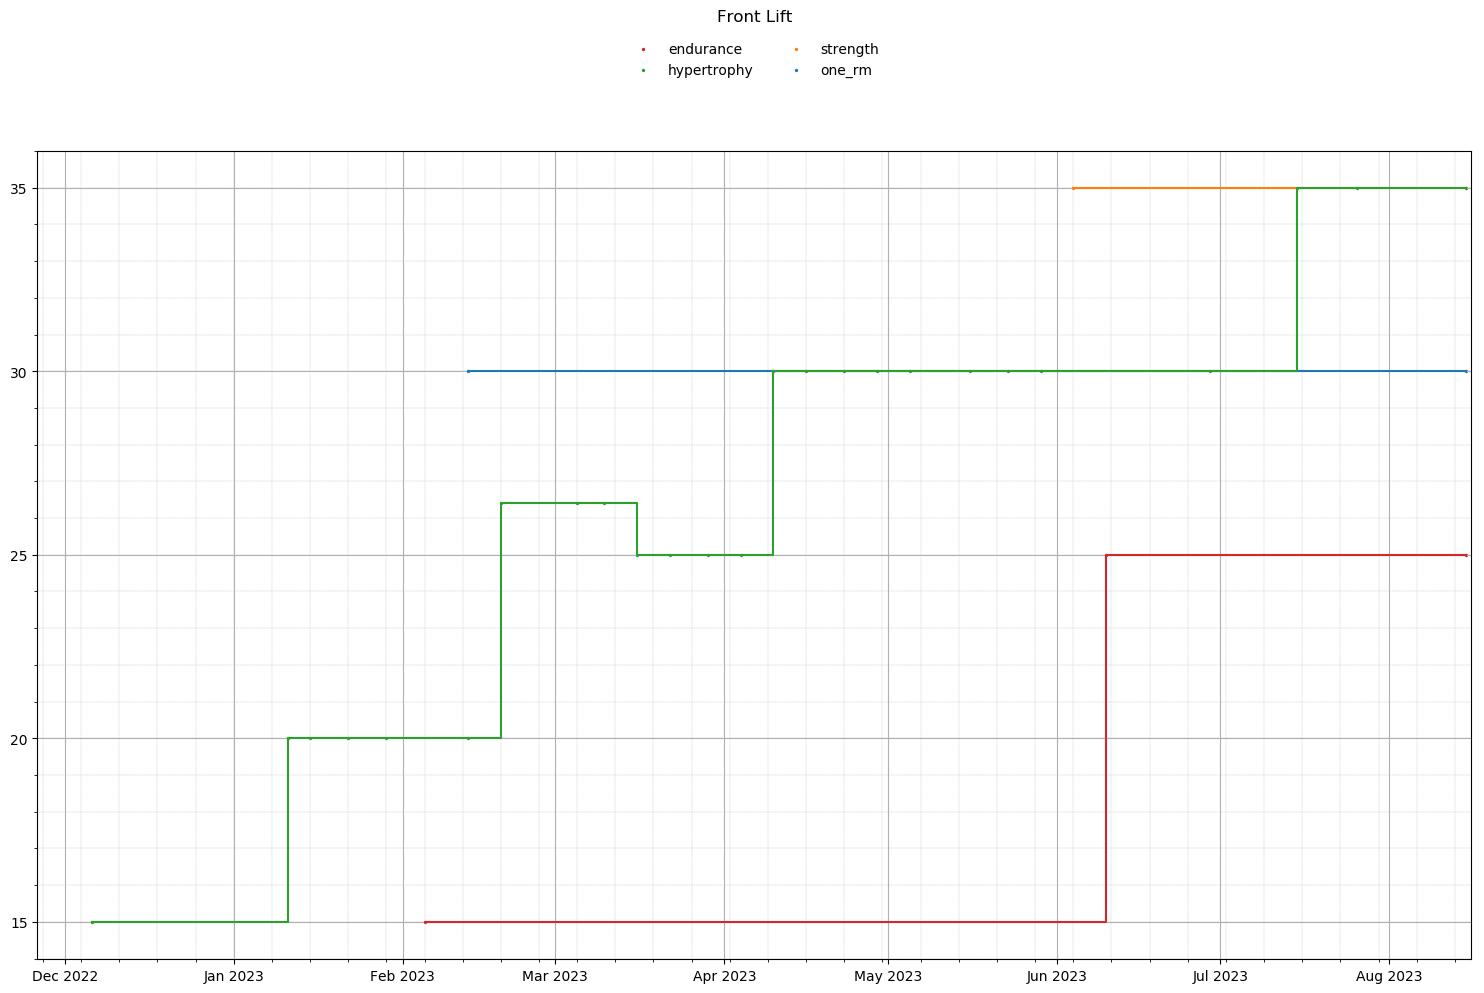 Front Lift
endurance strength
hypertrophy one_rm
35
30
25
20
15
Dec 2022 Jan 2023 Feb 2023 Mar 2023 Apr 2023 May 2023 Jun 2023 Jul 2023 Aug 2023